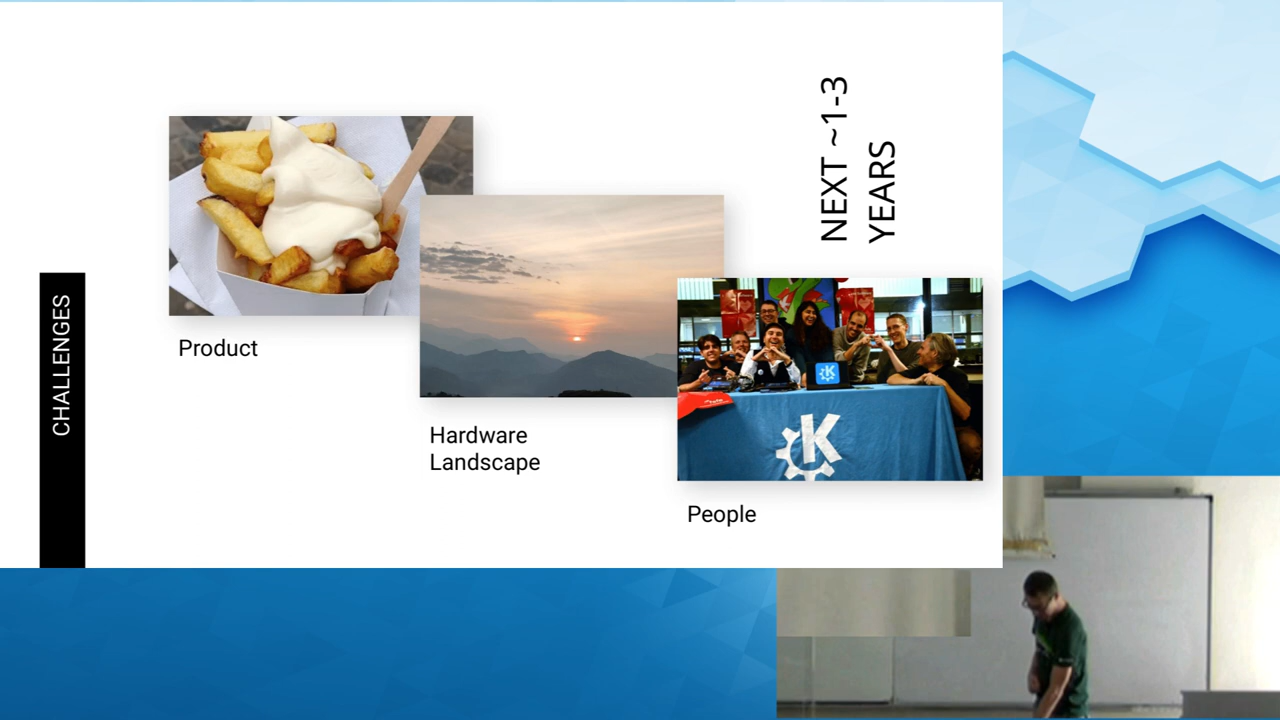 NEXT ~1-3
YEARS
CHALLENGES
Product
Hardware
Landscape
People
K
K